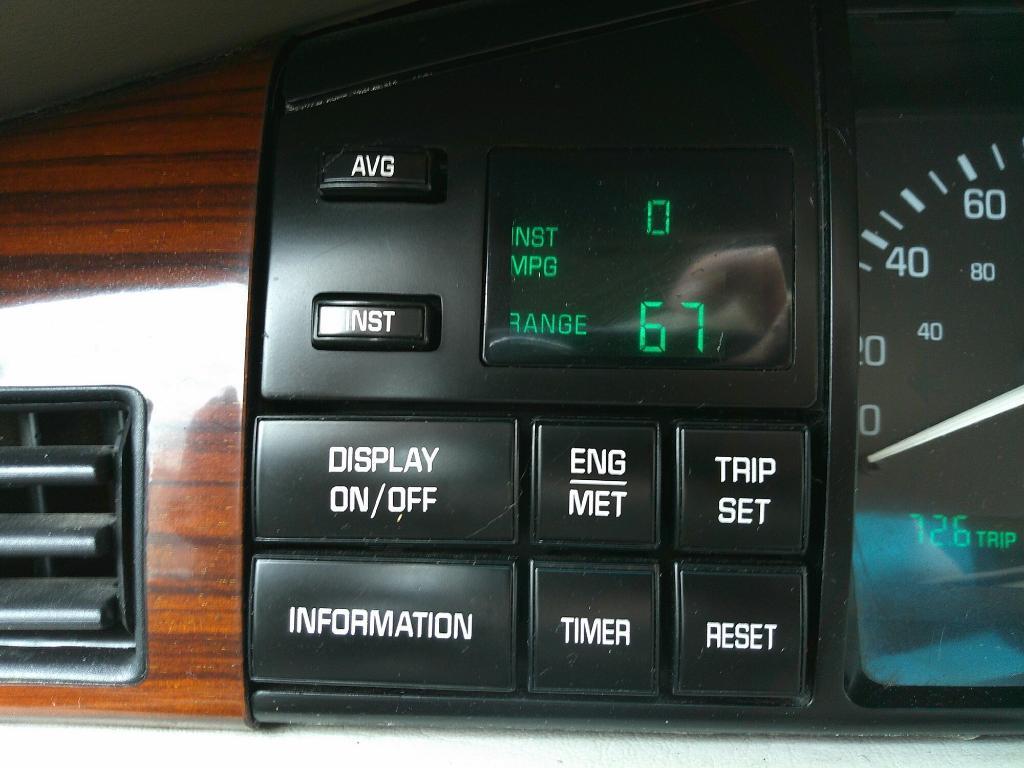 AVG
0
INST
MPG
INST
RANGE 67
DISPLAY
ON/OFF
ENG
MET
TRIP
SET
INFORMATION
TIMER
RESET
60
40
80
40
20
0
TRIP